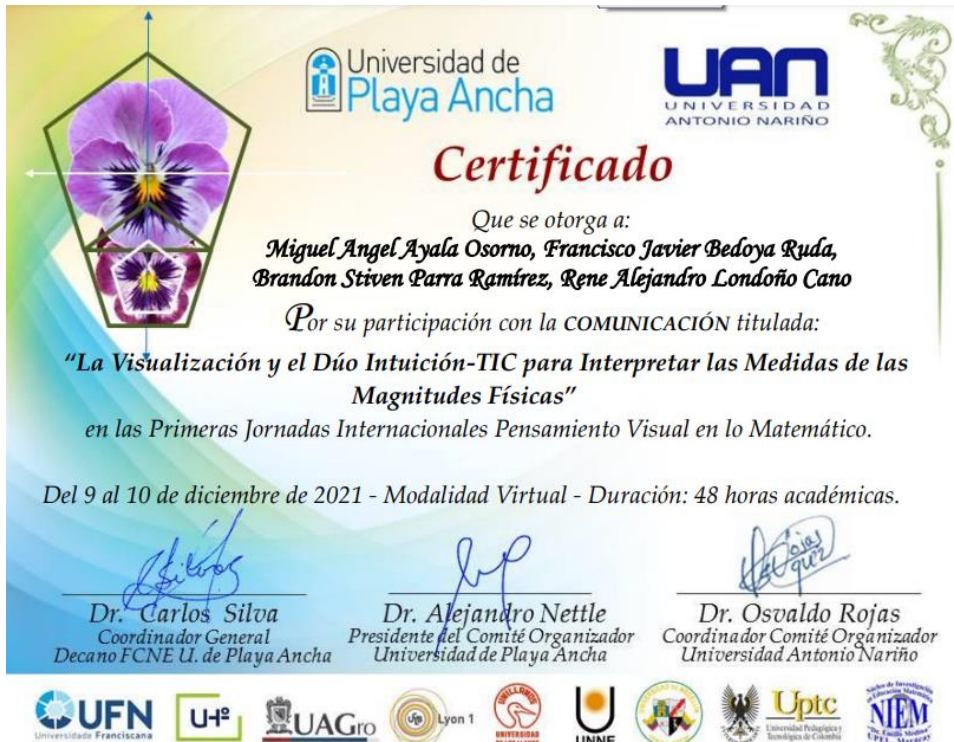 Universidad de
Playa Ancha
UAN
UNIVERSIDAD
ANTONIO NARIÑO
Certificado
Que se otorga a:
Miguel Angel Ayala Osorno, Francisco Javier Bedoya Ruda,
Brandon Stiven Parra Ramírez, Rene Alejandro Londoño Cano
Por su participación con la COMUNICACIÓN titulada:
“La Visualización y el Dúo Intuición-TIC para Interpretar las Medidas de las
Magnitudes Físicas”
en las Primeras Jornadas Internacionales Pensamiento Visual en lo Matemático.
Del 9 al 10 de diciembre de 2021 - Modalidad Virtual - Duración: 48 horas académicas.
Dr. Carlos Silva
Coordinador General
Decano FCNE U. de Playa Ancha
Dr. Alejandro Nettle
Presidente del Comité Organizador
Universidad de Playa Ancha
Dr. Osvaldo Rojas
Coordinador Comité Organizador
Universidad Antonio Nariño
UFN
Universidade Franciscana
UAGro
Lyon 1
UNILLANOS
UNIVERSIDAD
UNNE
Uptc
Universidad Pedagógica y
Tecnológica de Colombia
Núcleo de Investigación
NIEM